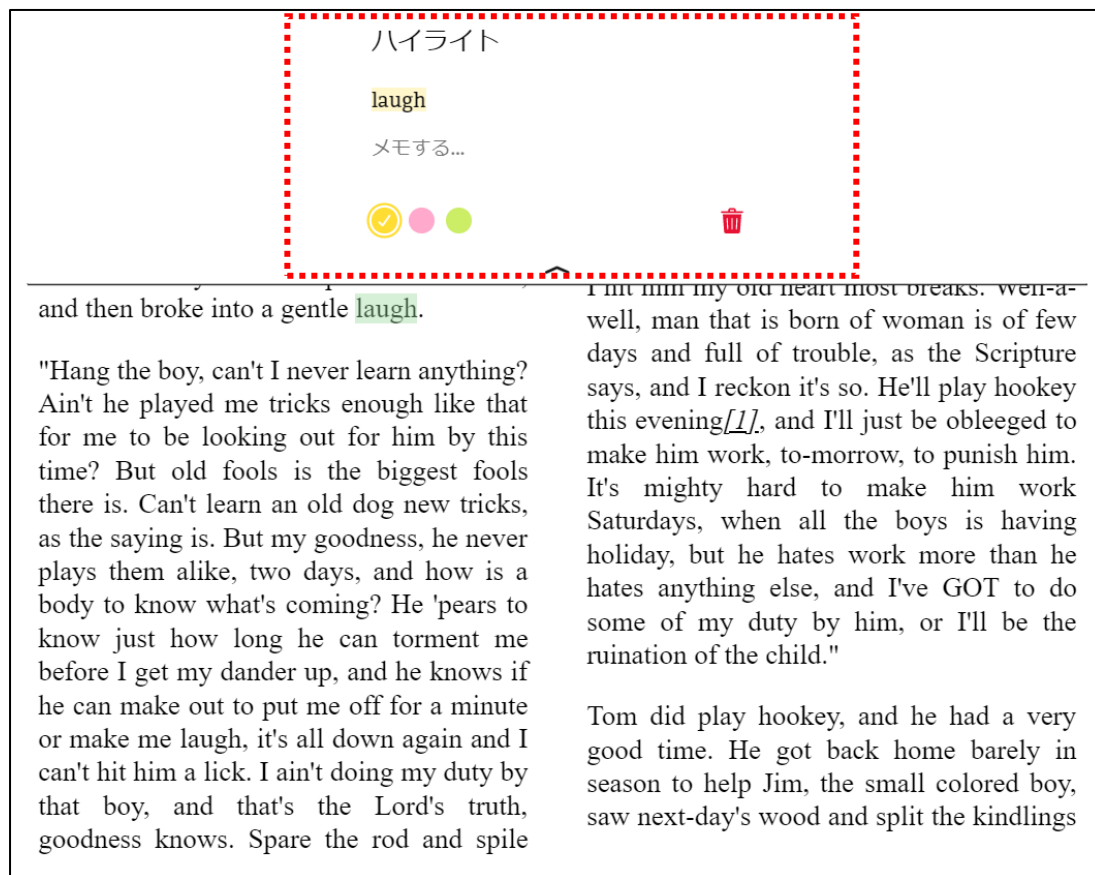 ハイライト
laugh
メモする...
and then broke into a gentle laugh.
"Hang the boy, can't I never learn anything?
Ain't he played me tricks enough like that
for me to be looking out for him by this
time? But old fools is the biggest fools
there is. Can't learn an old dog new tricks,
as the saying is. But my goodness, he never
plays them alike, two days, and how is a
body to know what's coming? He 'pears to
know just how long he can torment me
before I get my dander up, and he knows if
he can make out to put me off for a minute
or make me laugh, it's all down again and I
can't hit him a lick. I ain't doing my duty by
that boy, and that's the Lord's truth,
goodness knows. Spare the rod and spile
I hit him my old heart most breaks. Well-a-
well, man that is born of woman is of few
days and full of trouble, as the Scripture
says, and I reckon it's so. He'll play hookey
this evening[1], and I'll just be obleeged to
make him work, to-morrow, to punish him.
It's mighty hard to make him work
Saturdays, when all the boys is having
holiday, but he hates work more than he
hates anything else, and I've GOT to do
some of my duty by him, or I'll be the
ruination of the child."
Tom did play hookey, and he had a very
good time. He got back home barely in
season to help Jim, the small colored boy,
saw next-day's wood and split the kindlings